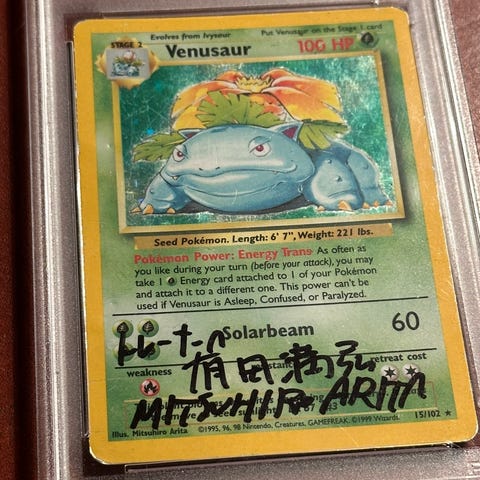 Evolves from Ivysaur
Put Venusaur on the Stage 1 card
STAGE 2
Venusaur
100 HP
Seed Pokémon. Length: 6' 7", Weight: 221 lbs.
Pokémon Power: Energy Trans As often as
you like during your turn (before your attack), you may
take 1 Energy card attached to 1 of your Pokémon
and attach it to a different one. This power can't be
used if Venusaur is Asleep, Confused, or Paralyzed.
Solarbeam 60
トレーナーへ
weakness
retreat cost
有田満弘
MITSUHIRO ARITA
LV. 67 #3
Illus. Mitsuhiro Arita
©1995, 96, 98 Nintendo, Creatures, GAMEFREAK. ©1999 Wizards.
15/102 ★